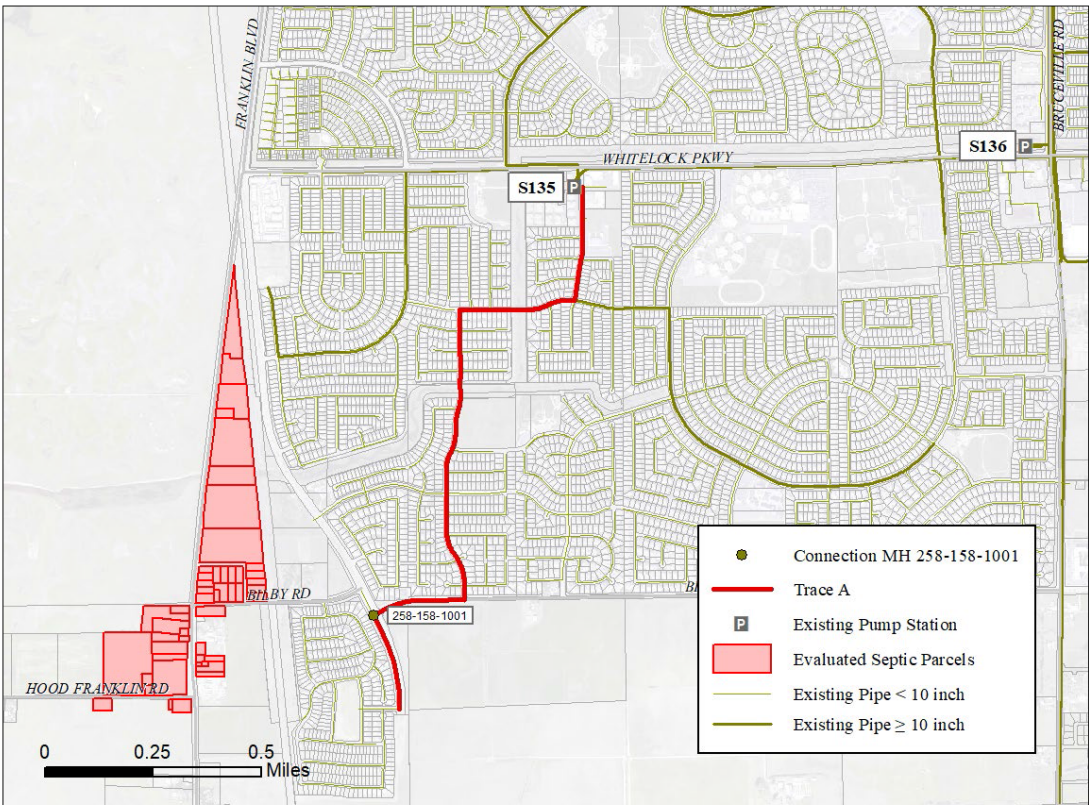 FRANKLIN BLVD
BRUCEVILLE RD
S136
P
WHITELOCK PKWY
S135
P
BILBY RD
258-158-1001
HOOD FRANKLIN RD
Connection MH 258-158-1001
Trace A
P
Existing Pump Station
Evaluated Septic Parcels
Existing Pipe < 10 inch
Existing Pipe ≥ 10 inch
0 0.25 0.5
Miles